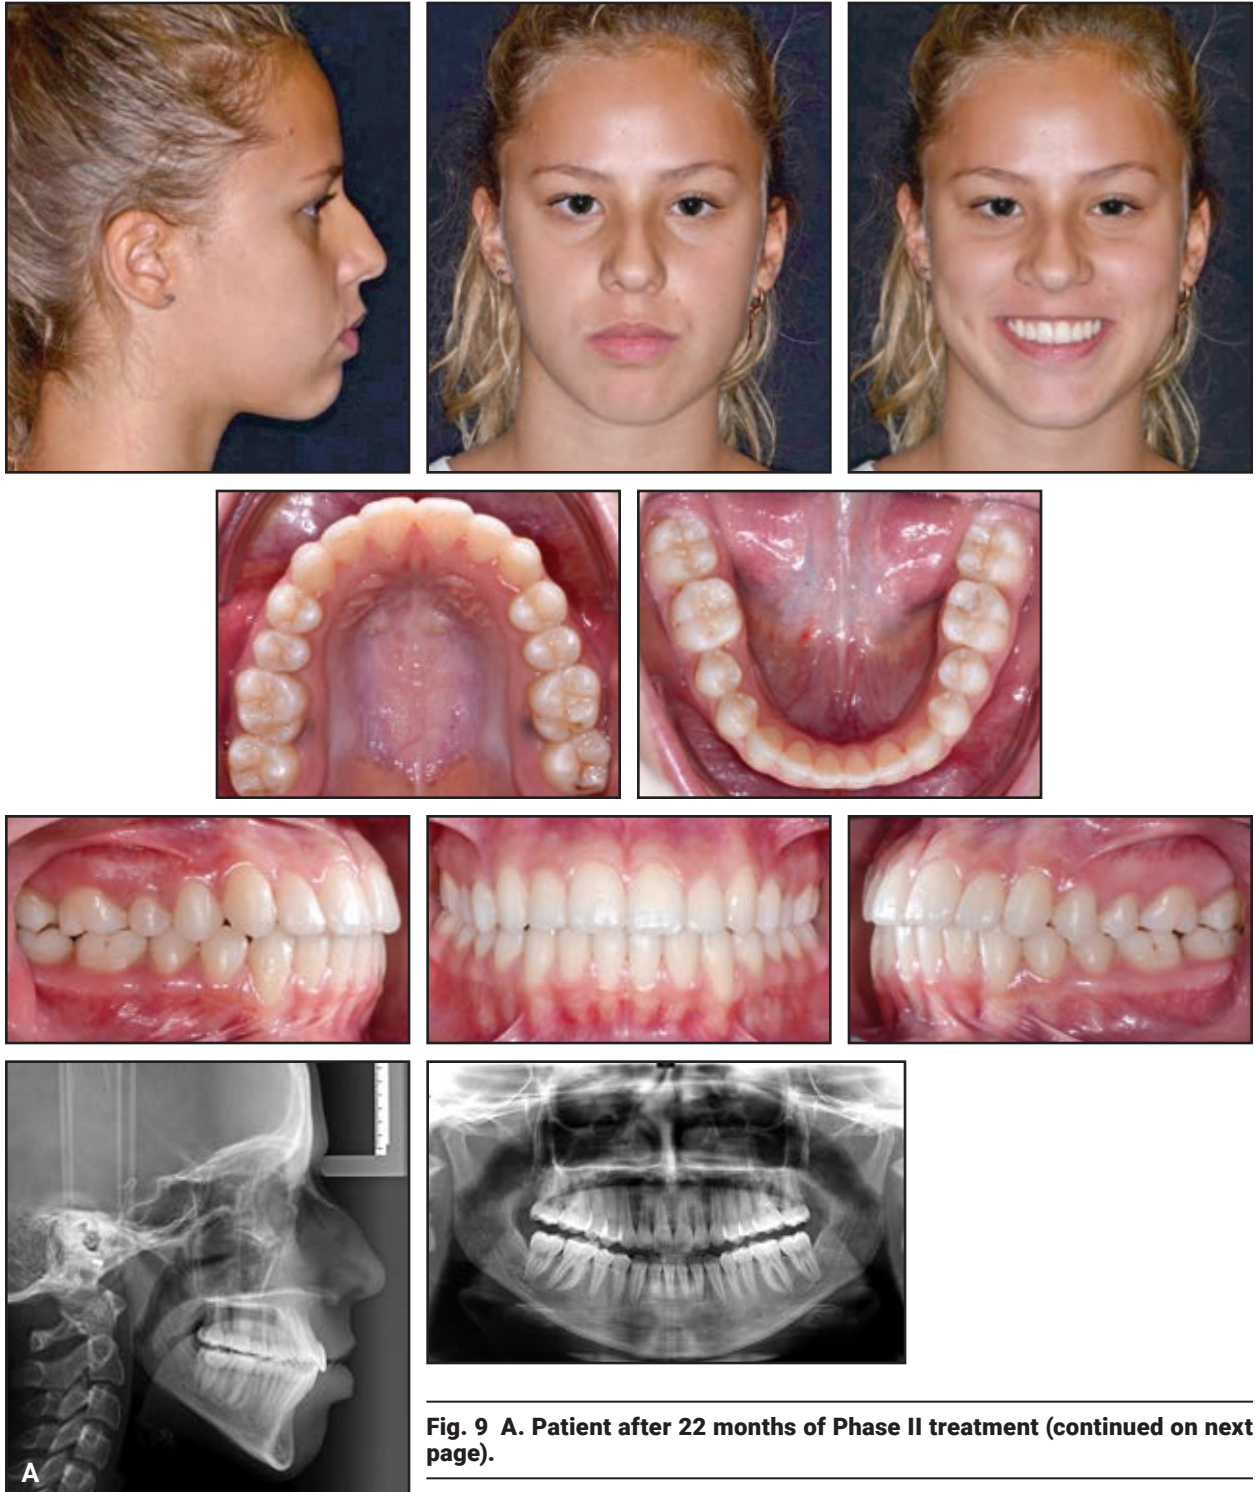 A
Fig. 9 A. Patient after 22 months of Phase II treatment (continued on next
page).